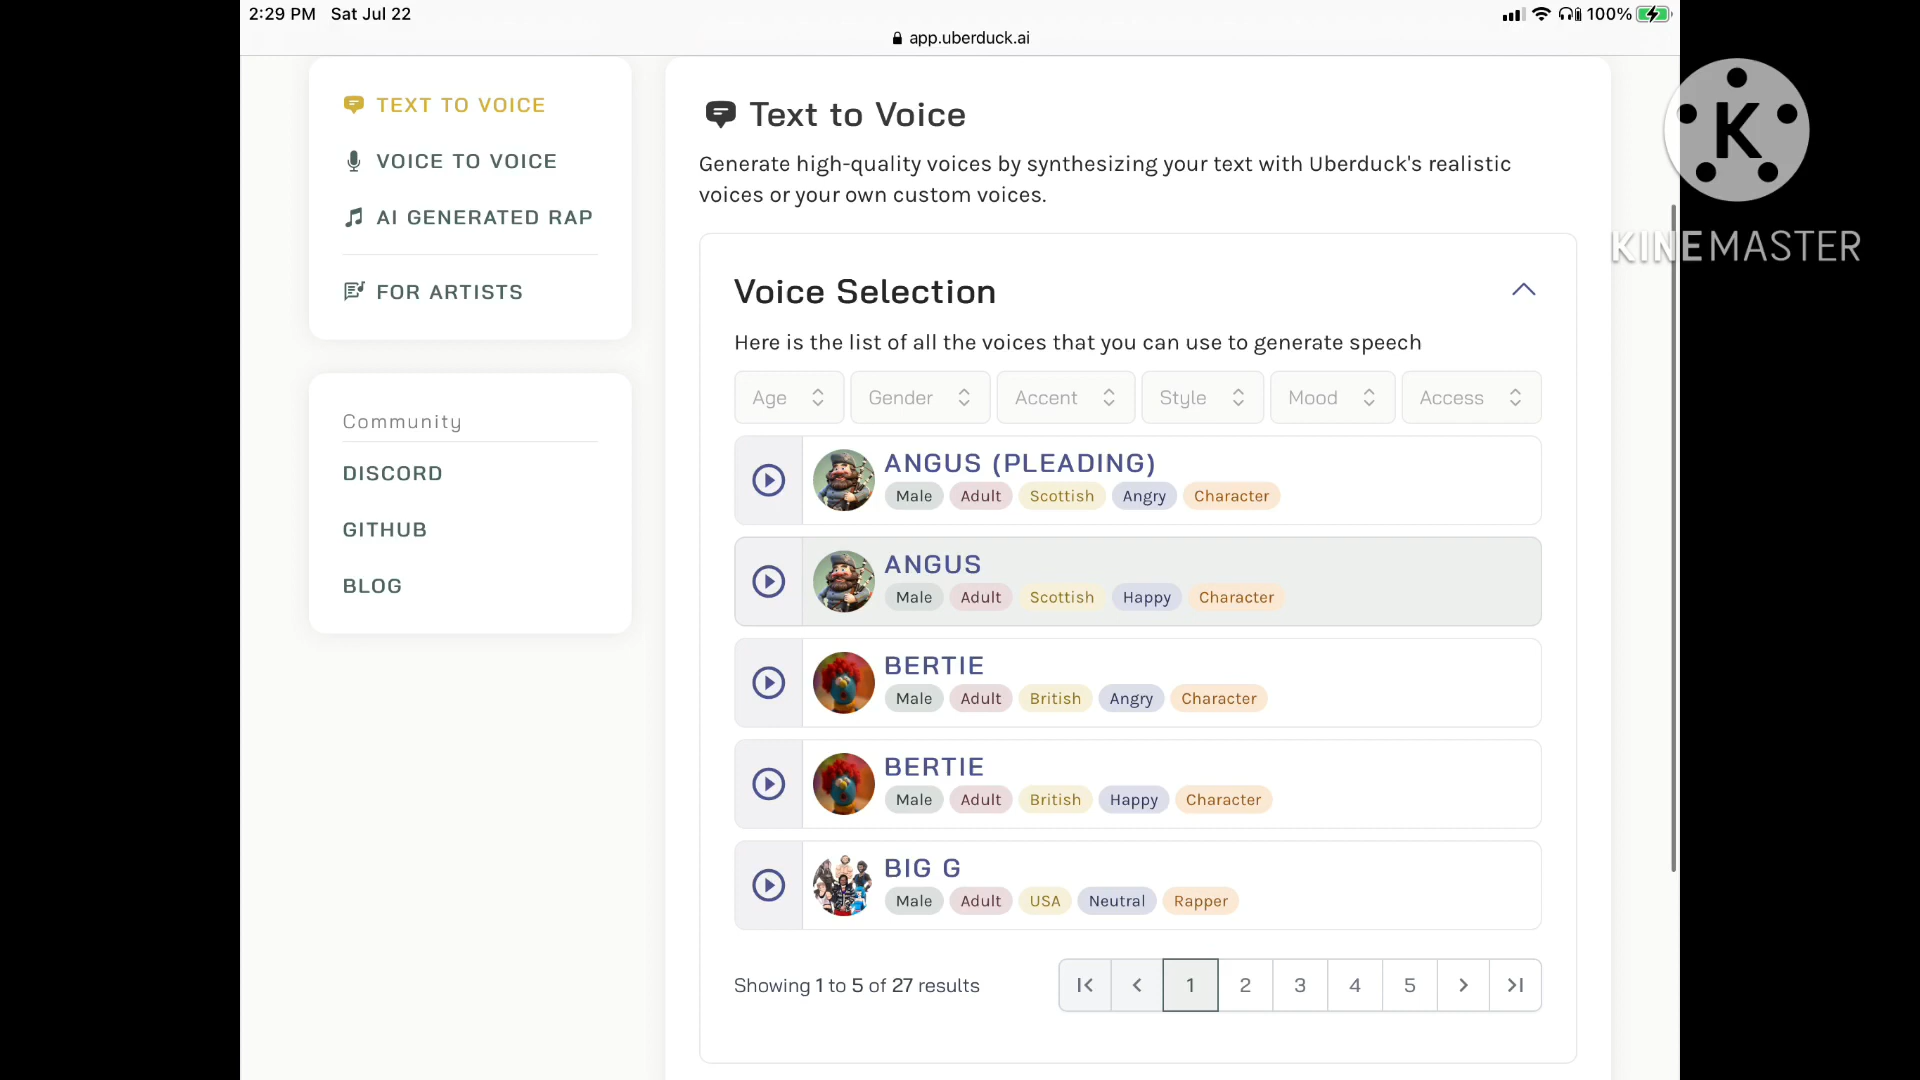 2:29 PM Sat Jul 22
100%
app.uberduck.ai
TEXT TO VOICE
VOICE TO VOICE
AI GENERATED RAP
FOR ARTISTS
Community
DISCORD
GITHUB
BLOG
Text to Voice
Generate high-quality voices by synthesizing your text with Uberduck's realistic
voices or your own custom voices.
Voice Selection
Here is the list of all the voices that you can use to generate speech
Age Gender Accent Style Mood Access
ANGUS (PLEADING)
Male Adult Scottish Angry Character
ANGUS
Male Adult Scottish Happy Character
BERTIE
Male Adult British Angry Character
BERTIE
Male Adult British Happy Character
BIG G
Male Adult USA Neutral Rapper
Showing 1 to 5 of 27 results
1 2 3 4 5
K
KINEMASTER